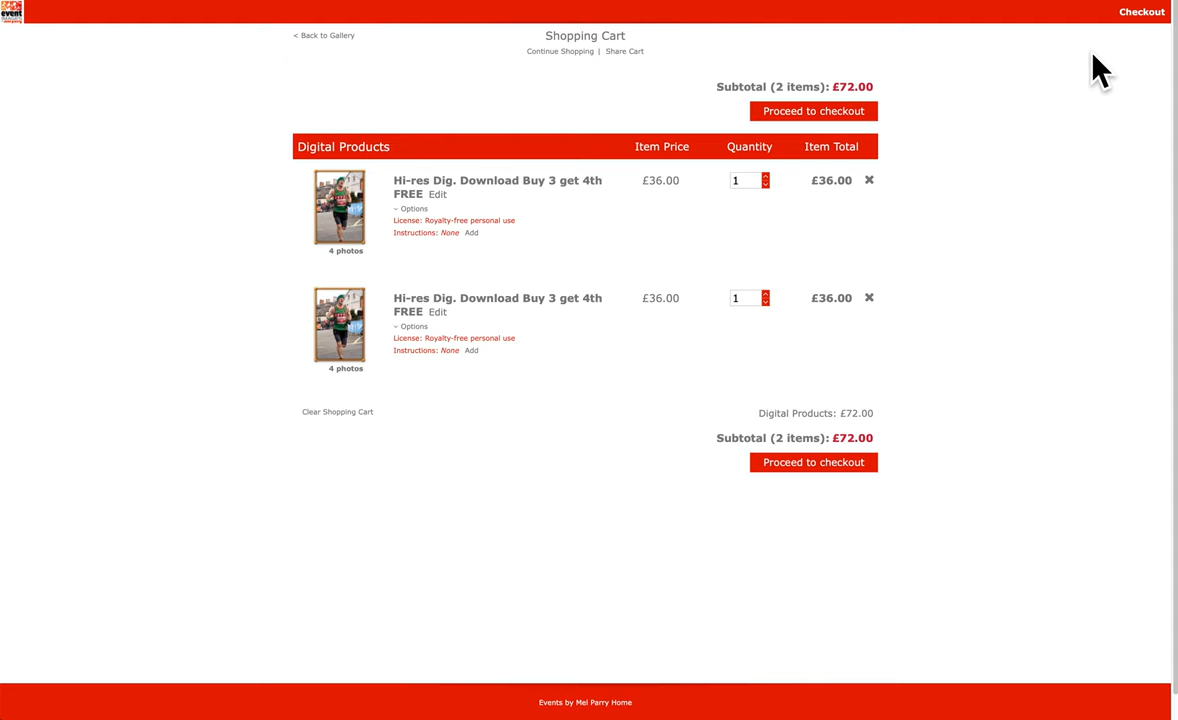 event
Checkout
< Back to Gallery
Shopping Cart
Continue Shopping | Share Cart
Subtotal (2 items): £72.00
Proceed to checkout
Digital Products Item Price Quantity Item Total
Hi-res Dig. Download Buy 3 get 4th £36.00 1 £36.00
FREE Edit
Options
License: Royalty-free personal use
Instructions: None Add
4 photos
Hi-res Dig. Download Buy 3 get 4th £36.00 1 £36.00
FREE Edit
Options
License: Royalty-free personal use
Instructions: None Add
4 photos
Clear Shopping Cart Digital Products: £72.00
Subtotal (2 items): £72.00
Proceed to checkout
Events by Mel Parry Home